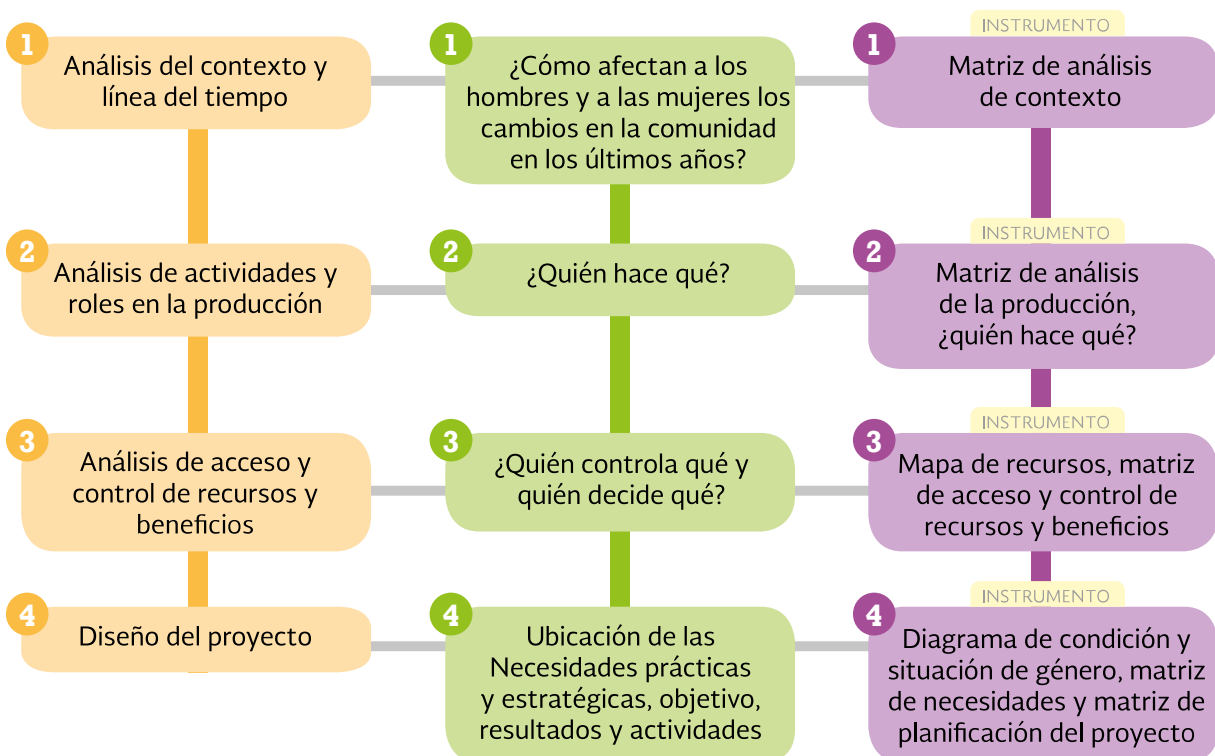 1
Análisis del contexto y
línea del tiempo
1
¿Cómo afectan a los
hombres y a las mujeres los
cambios en la comunidad
en los últimos años?
INSTRUMENTO
1
Matriz de análisis
de contexto
2
Análisis de actividades y
roles en la producción
2
¿Quién hace qué?
INSTRUMENTO
2
Matriz de análisis
de la producción,
¿quién hace qué?
3
Análisis de acceso y
control de recursos y
beneficios
3
¿Quién controla qué y
quién decide qué?
INSTRUMENTO
3
Mapa de recursos, matriz
de acceso y control de
recursos y beneficios
4
Diseño del proyecto
4
Ubicación de las
Necesidades prácticas
y estratégicas, objetivo,
resultados y actividades
INSTRUMENTO
4
Diagrama de condición y
situación de género, matriz
de necesidades y matriz de
planificación del proyecto